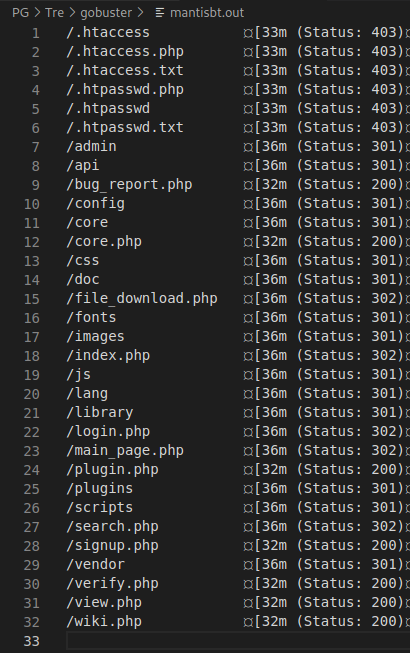 PG > Tre > gobuster > mantisbt.out
1 /.htaccess ¤[33m (Status: 403)¤
2 /.htaccess.php ¤[33m (Status: 403)¤
3 /.htaccess.txt ¤[33m (Status: 403)¤
4 /.htpasswd.php ¤[33m (Status: 403)¤
5 /.htpasswd ¤[33m (Status: 403)¤
6 /.htpasswd.txt ¤[33m (Status: 403)¤
7 /admin ¤[36m (Status: 301)¤
8 /api ¤[36m (Status: 301)¤
9 /bug_report.php ¤[32m (Status: 200)¤
10 /config ¤[36m (Status: 301)¤
11 /core ¤[36m (Status: 301)¤
12 /core.php ¤[32m (Status: 200)¤
13 /css ¤[36m (Status: 301)¤
14 /doc ¤[36m (Status: 301)¤
15 /file_download.php ¤[36m (Status: 302)¤
16 /fonts ¤[36m (Status: 301)¤
17 /images ¤[36m (Status: 301)¤
18 /index.php ¤[36m (Status: 302)¤
19 /js ¤[36m (Status: 301)¤
20 /lang ¤[36m (Status: 301)¤
21 /library ¤[36m (Status: 301)¤
22 /login.php ¤[36m (Status: 302)¤
23 /main_page.php ¤[36m (Status: 302)¤
24 /plugin.php ¤[32m (Status: 200)¤
25 /plugins ¤[36m (Status: 301)¤
26 /scripts ¤[36m (Status: 301)¤
27 /search.php ¤[36m (Status: 302)¤
28 /signup.php ¤[32m (Status: 200)¤
29 /vendor ¤[36m (Status: 301)¤
30 /verify.php ¤[32m (Status: 200)¤
31 /view.php ¤[32m (Status: 200)¤
32 /wiki.php ¤[32m (Status: 200)¤
33